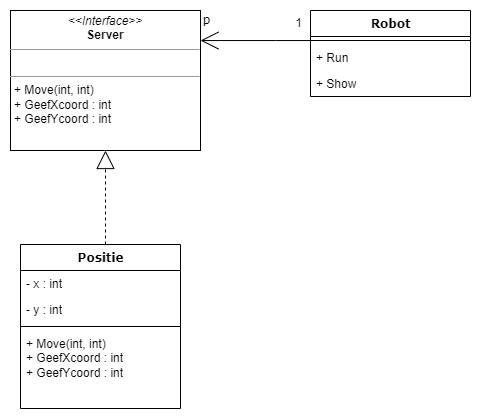 <<Interface>>
Server
+ Move(int, int)
+ GeefXcoord : int
+ GeefYcoord : int
p
1
Robot
+ Run
+ Show
Positie
- x : int
- y : int
+ Move(int, int)
+ GeefXcoord : int
+ GeefYcoord : int